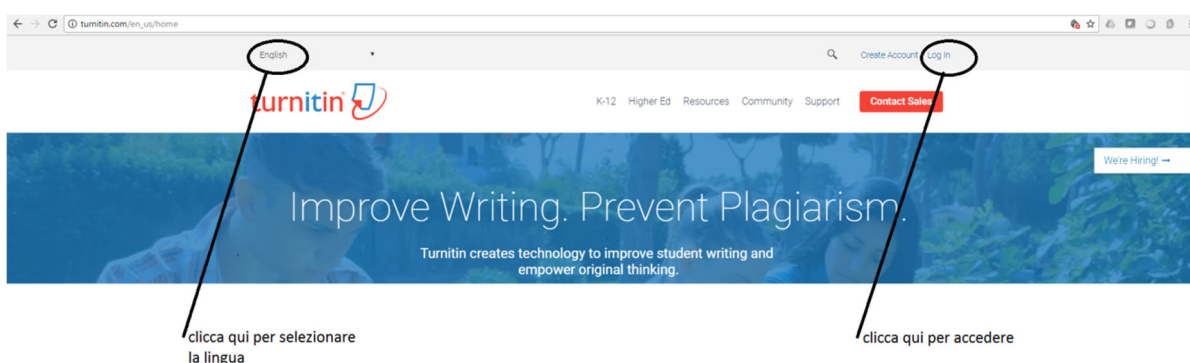 turnitin.com/en_us/home
English
Create Account
Log In
turnitin
K-12 Higher Ed Resources Community Support Contact Sales
We're Hiring! →
Improve Writing. Prevent Plagiarism.
Turnitin creates technology to improve student writing and
empower original thinking.
clicca qui per selezionare
la lingua
clicca qui per accedere